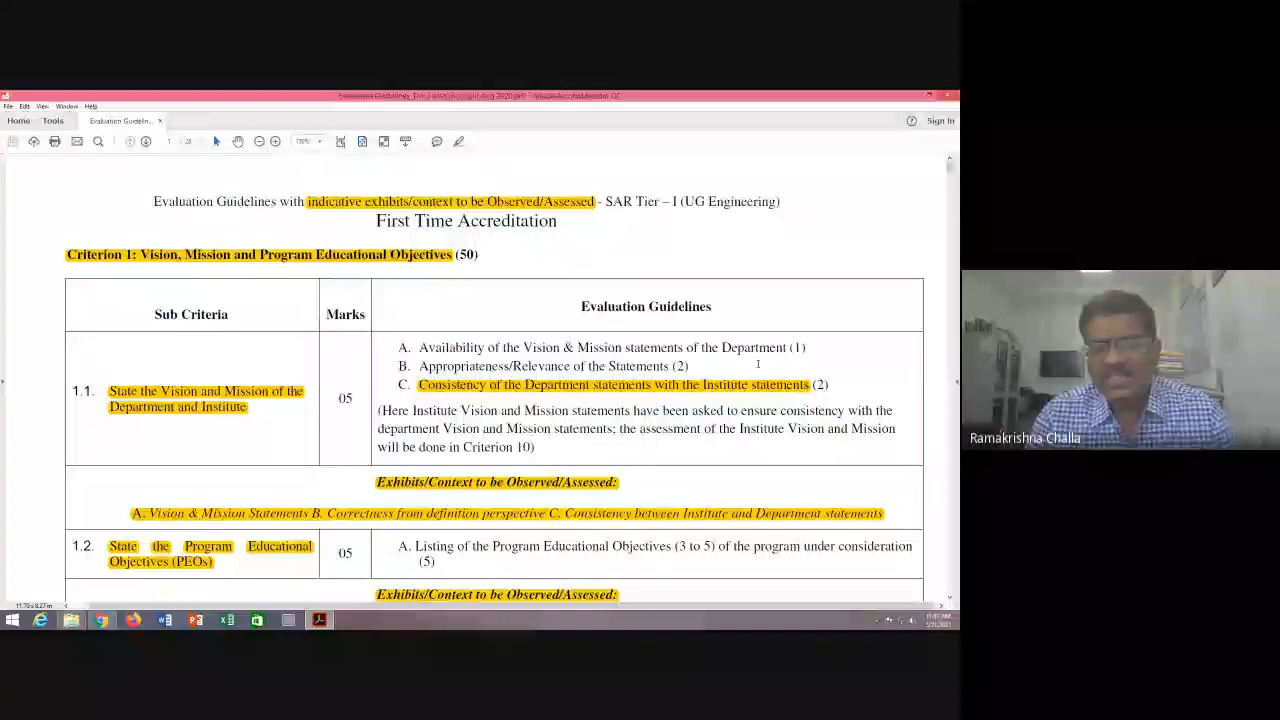 File Edit View Window Help
Home Tools Evaluation Guidelin... × Sign In
1
Evaluation Guidelines with indicative exhibits/context to be Observed/Assessed - SAR Tier – I (UG Engineering)
First Time Accreditation
Criterion 1: Vision, Mission and Program Educational Objectives (50)
Sub Criteria Marks Evaluation Guidelines
1.1. State the Vision and Mission of the Department and Institute
05
A. Availability of the Vision & Mission statements of the Department (1)
B. Appropriateness/Relevance of the Statements (2)
C. Consistency of the Department statements with the Institute statements (2)
(Here Institute Vision and Mission statements have been asked to ensure consistency with the
department Vision and Mission statements; the assessment of the Institute Vision and Mission
will be done in Criterion 10)
Exhibits/Context to be Observed/Assessed:
A. Vision & Mission Statements B. Correctness from definition perspective C. Consistency between Institute and Department statements
1.2. State the Program Educational
Objectives (PEOs)
05
A. Listing of the Program Educational Objectives (3 to 5) of the program under consideration
(5)
Exhibits/Context to be Observed/Assessed:
11.70 x 8.27 in
Ramakrishna Challa